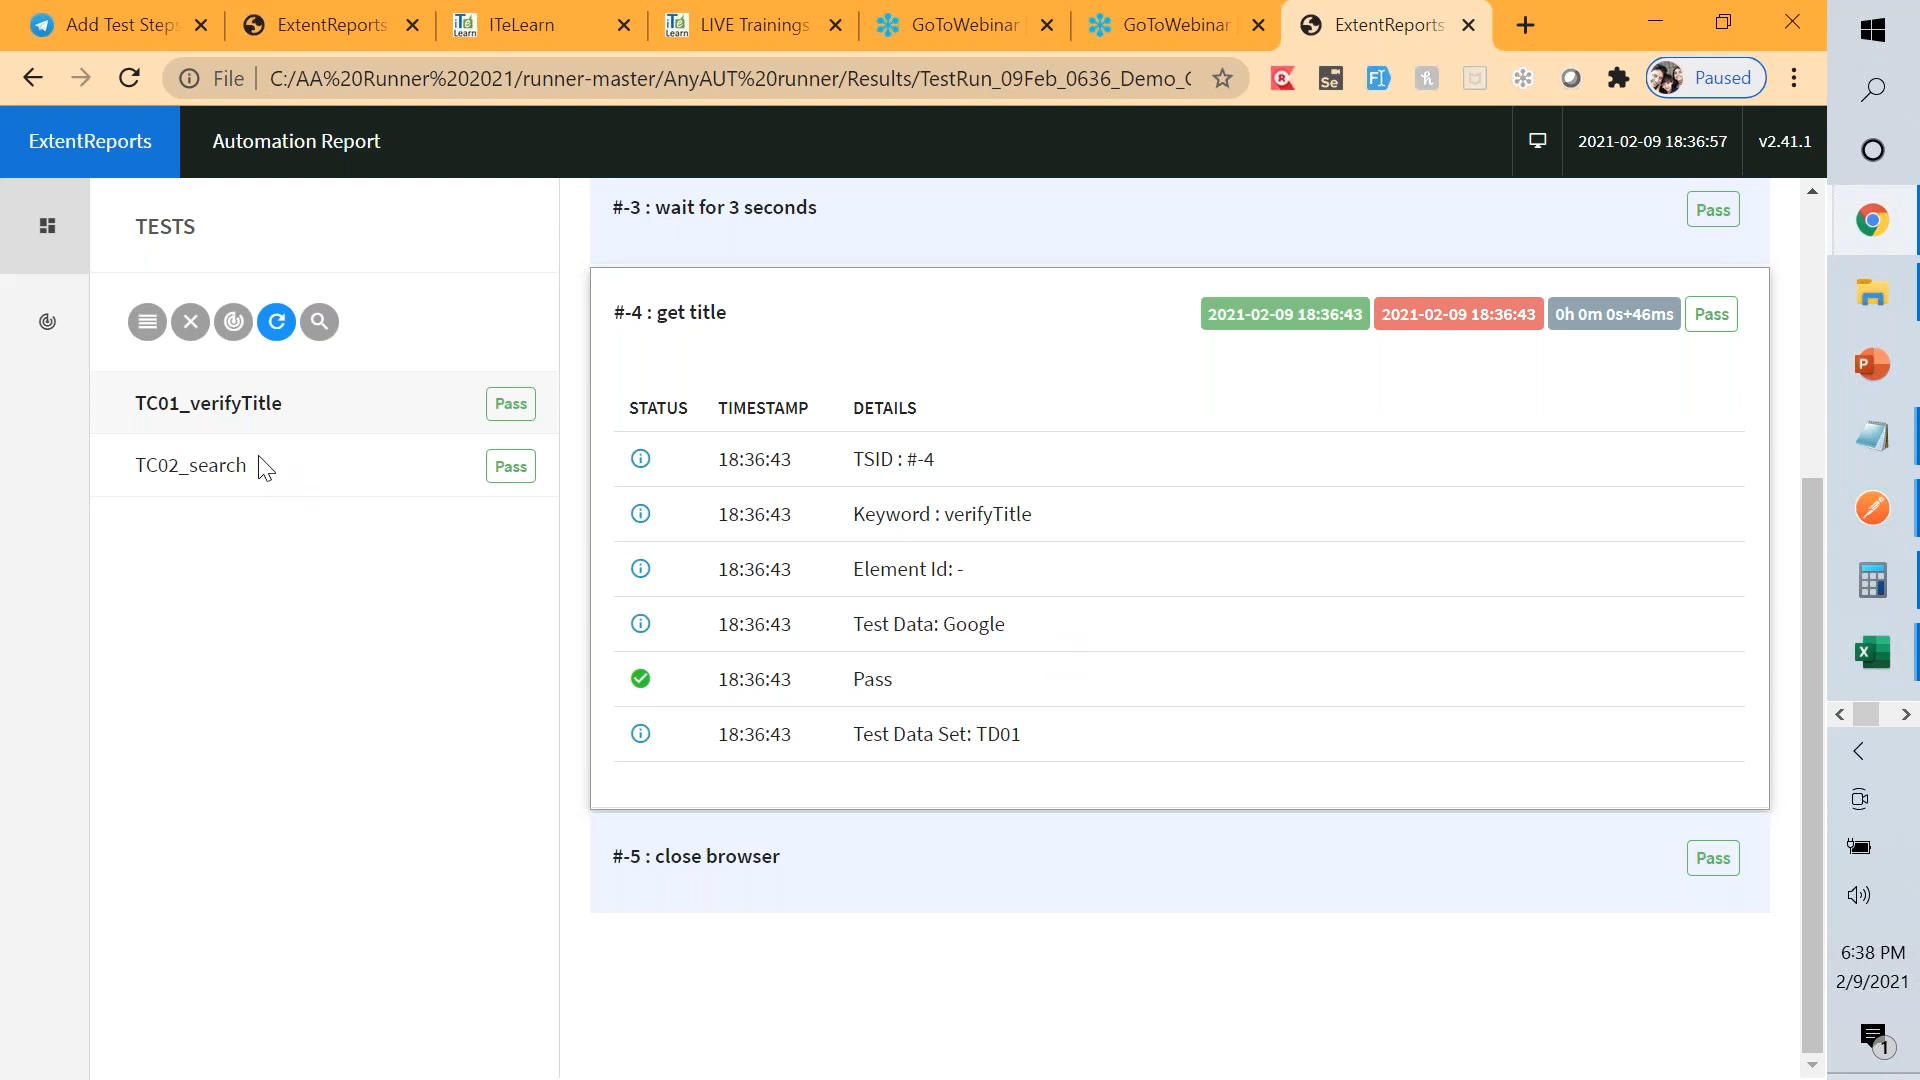 Add Test Steps
ExtentReports
ITeLearn
LIVE Trainings
GoToWebinar
GoToWebinar
ExtentReports
File
C:/AA%20Runner%202021/runner-master/AnyAUT%20runner/Results/TestRun_09Feb_0636_Demo_
Paused
ExtentReports
Automation Report
2021-02-09 18:36:57
v2.41.1
TESTS
TC01_verifyTitle
Pass
TC02_search
Pass
#-3 : wait for 3 seconds
Pass
#-4 : get title
2021-02-09 18:36:43
2021-02-09 18:36:43
0h 0m 0s+46ms
Pass
STATUS TIMESTAMP DETAILS
18:36:43 TSID : #-4
18:36:43 Keyword : verifyTitle
18:36:43 Element Id: -
18:36:43 Test Data: Google
18:36:43 Pass
18:36:43 Test Data Set: TD01
#-5 : close browser
Pass
6:38 PM
2/9/2021
1